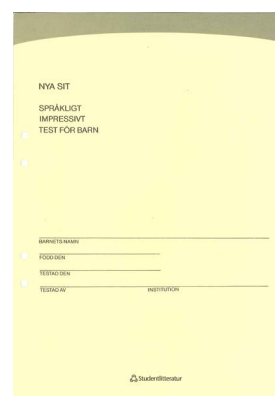 NYA SIT
SPRÅKLIGT
IMPRESSIVT
TEST FÖR BARN
BARNETS NAMN
FÖDD DEN
TESTAD DEN
TESTAD AV INSTITUTION
Studentlitteratur